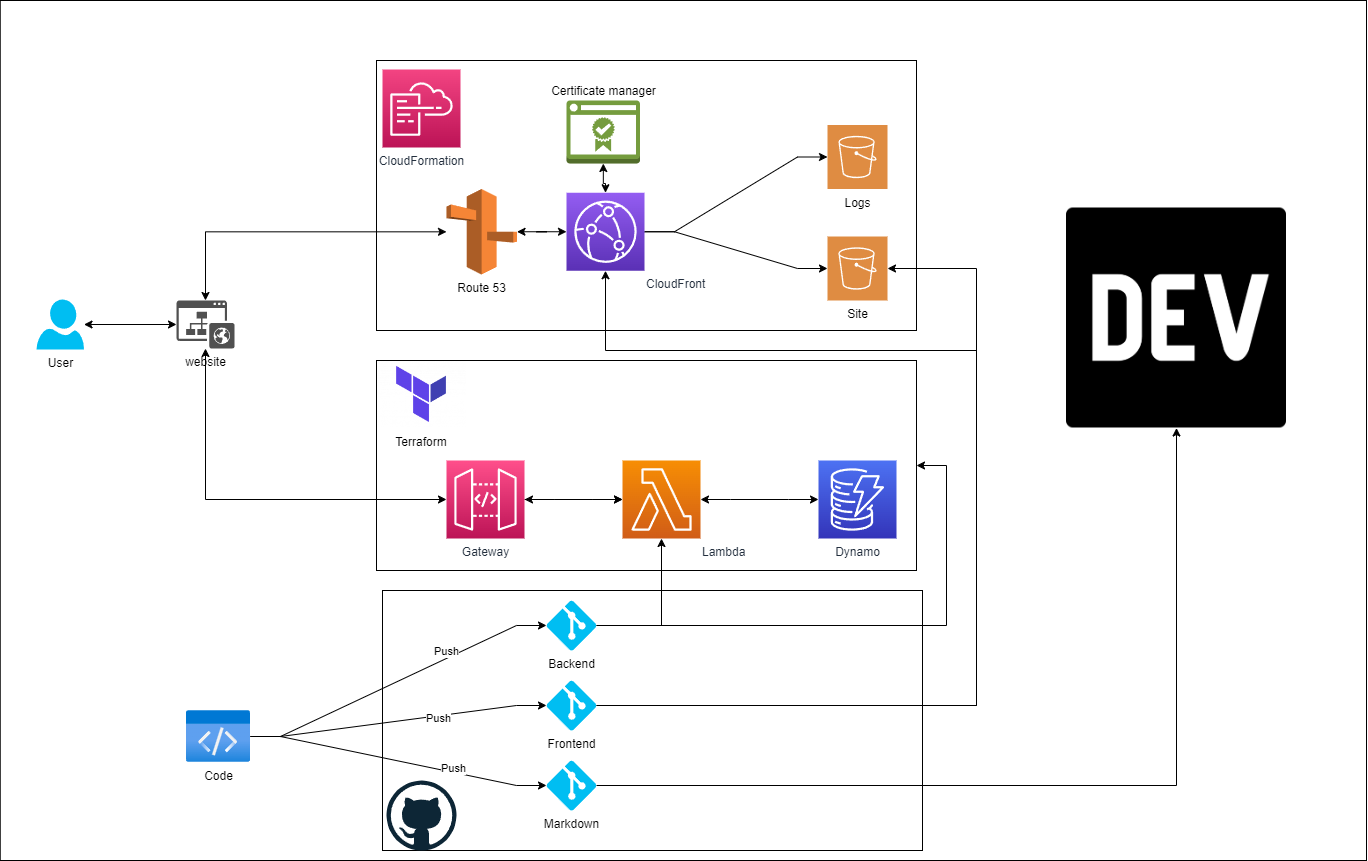 Certificate manager
CloudFormation
Logs
Route 53
CloudFront
Site
User
website
DEV
Terraform
Gateway
Lambda
Dynamo
Push
Backend
Push
Frontend
Push
Code
Markdown